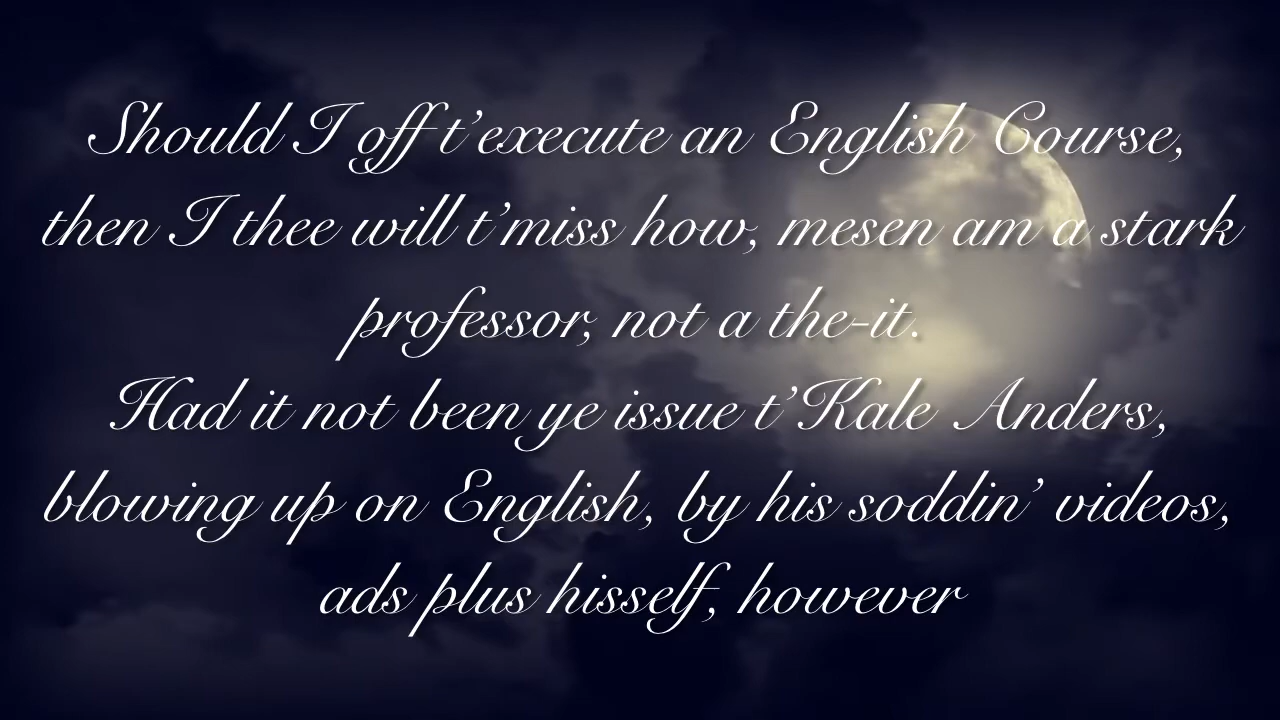 Should I off t'execute an English Course,
then I thee will t'miss how, mesen am a stark
professor, not a the-it.
Had it not been ye issue t'Kale Anders,
blowing up on English, by his soddin' videos,
ads plus hisself, however